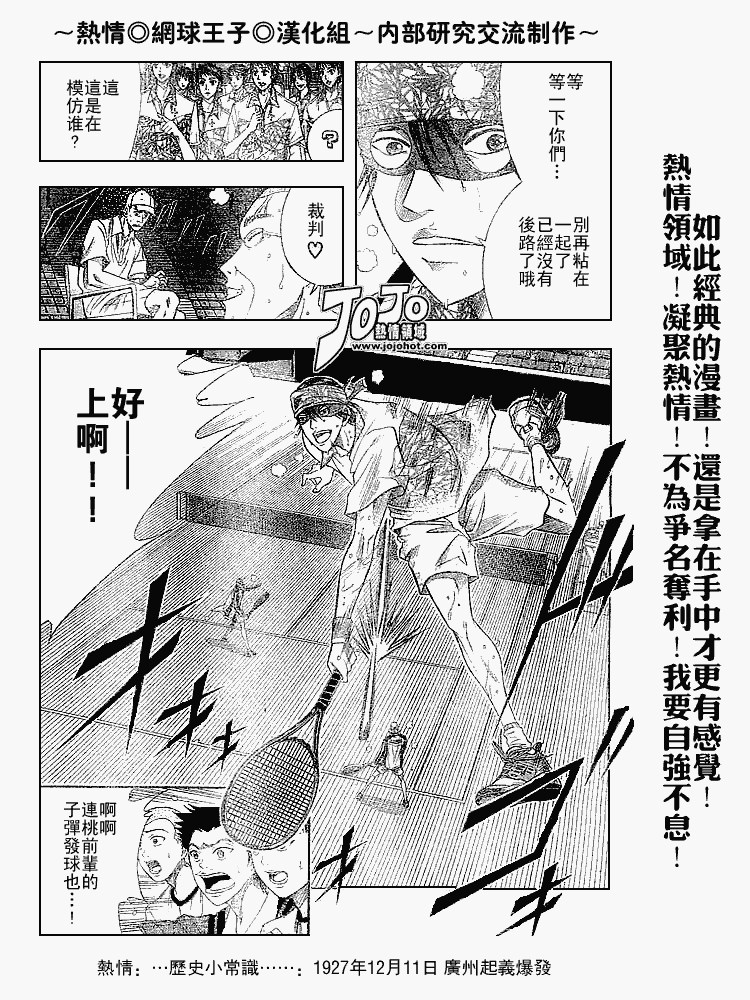 ～熱情◎網球王子◎漢化組～内部研究交流制作～
等等
一下你們…
別再粘在
一起了
已經沒有
後路了哦
這
這是在
模仿谁?
?
裁判♡
JOJO
熱情領域
www.jojohot.com
好——
上啊!!
啊啊
連桃前輩的
子彈發球也…!
如此經典的漫畫!還是拿在手中才更有感覺!
熱情領域!凝聚熱情!不為爭名奪利!我要自強不息!
熱情:…歷史小常識……:1927年12月11日 廣州起義爆發